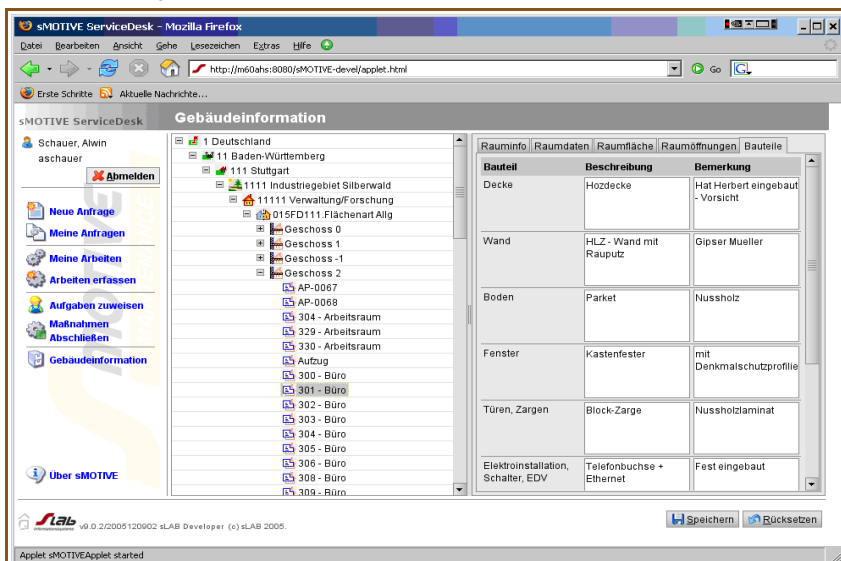 sMOTIVE ServiceDesk - Mozilla Firefox
Datei Bearbeiten Ansicht Gehe Lesezeichen Extras Hilfe
http://m60ahs:8080/sMOTIVE-devel/applet.html
Go
Erste Schritte Aktuelle Nachrichte...
sMOTIVE ServiceDesk
Gebäudeinformation
Schauer, Alwin
aschauer
Abmelden
Neue Anfrage
Meine Anfragen
Meine Arbeiten
Arbeiten erfassen
Aufgaben zuweisen
Maßnahmen
Abschließen
Gebäudeinformation
Über sMOTIVE
1 Deutschland
11 Baden-Württemberg
111 Stuttgart
1111 Industriegebiet Silberwald
11111 Verwaltung/Forschung
015FD111.Flächenart Allg
Geschoss 0
Geschoss 1
Geschoss -1
Geschoss 2
AP-0067
AP-0068
304 - Arbeitsraum
329 - Arbeitsraum
330 - Arbeitsraum
Aufzug
300 - Büro
301 - Büro
302 - Büro
303 - Büro
304 - Büro
305 - Büro
306 - Büro
308 - Büro
309 - Büro
Rauminfo Raumdaten Raumfläche Raumöffnungen Bauteile
Bauteil Beschreibung Bemerkung
Decke Hozdecke Hat Herbert eingebaut
- Vorsicht
Wand HLZ - Wand mit Gipser Mueller
Rauputz
Boden Parket Nussholz
Fenster Kastenfester mit
Denkmalschutzprofilie
Türen, Zargen Block-Zarge Nussholzlaminat
Elektroinstallation, Telefonbuchse + Fest eingebaut
Schalter, EDV Ethernet
sLab
v9.0.2/2005120902 sLAB Developer (c) sLAB 2005.
Speichern Rücksetzen
Applet sMOTIVEApplet started